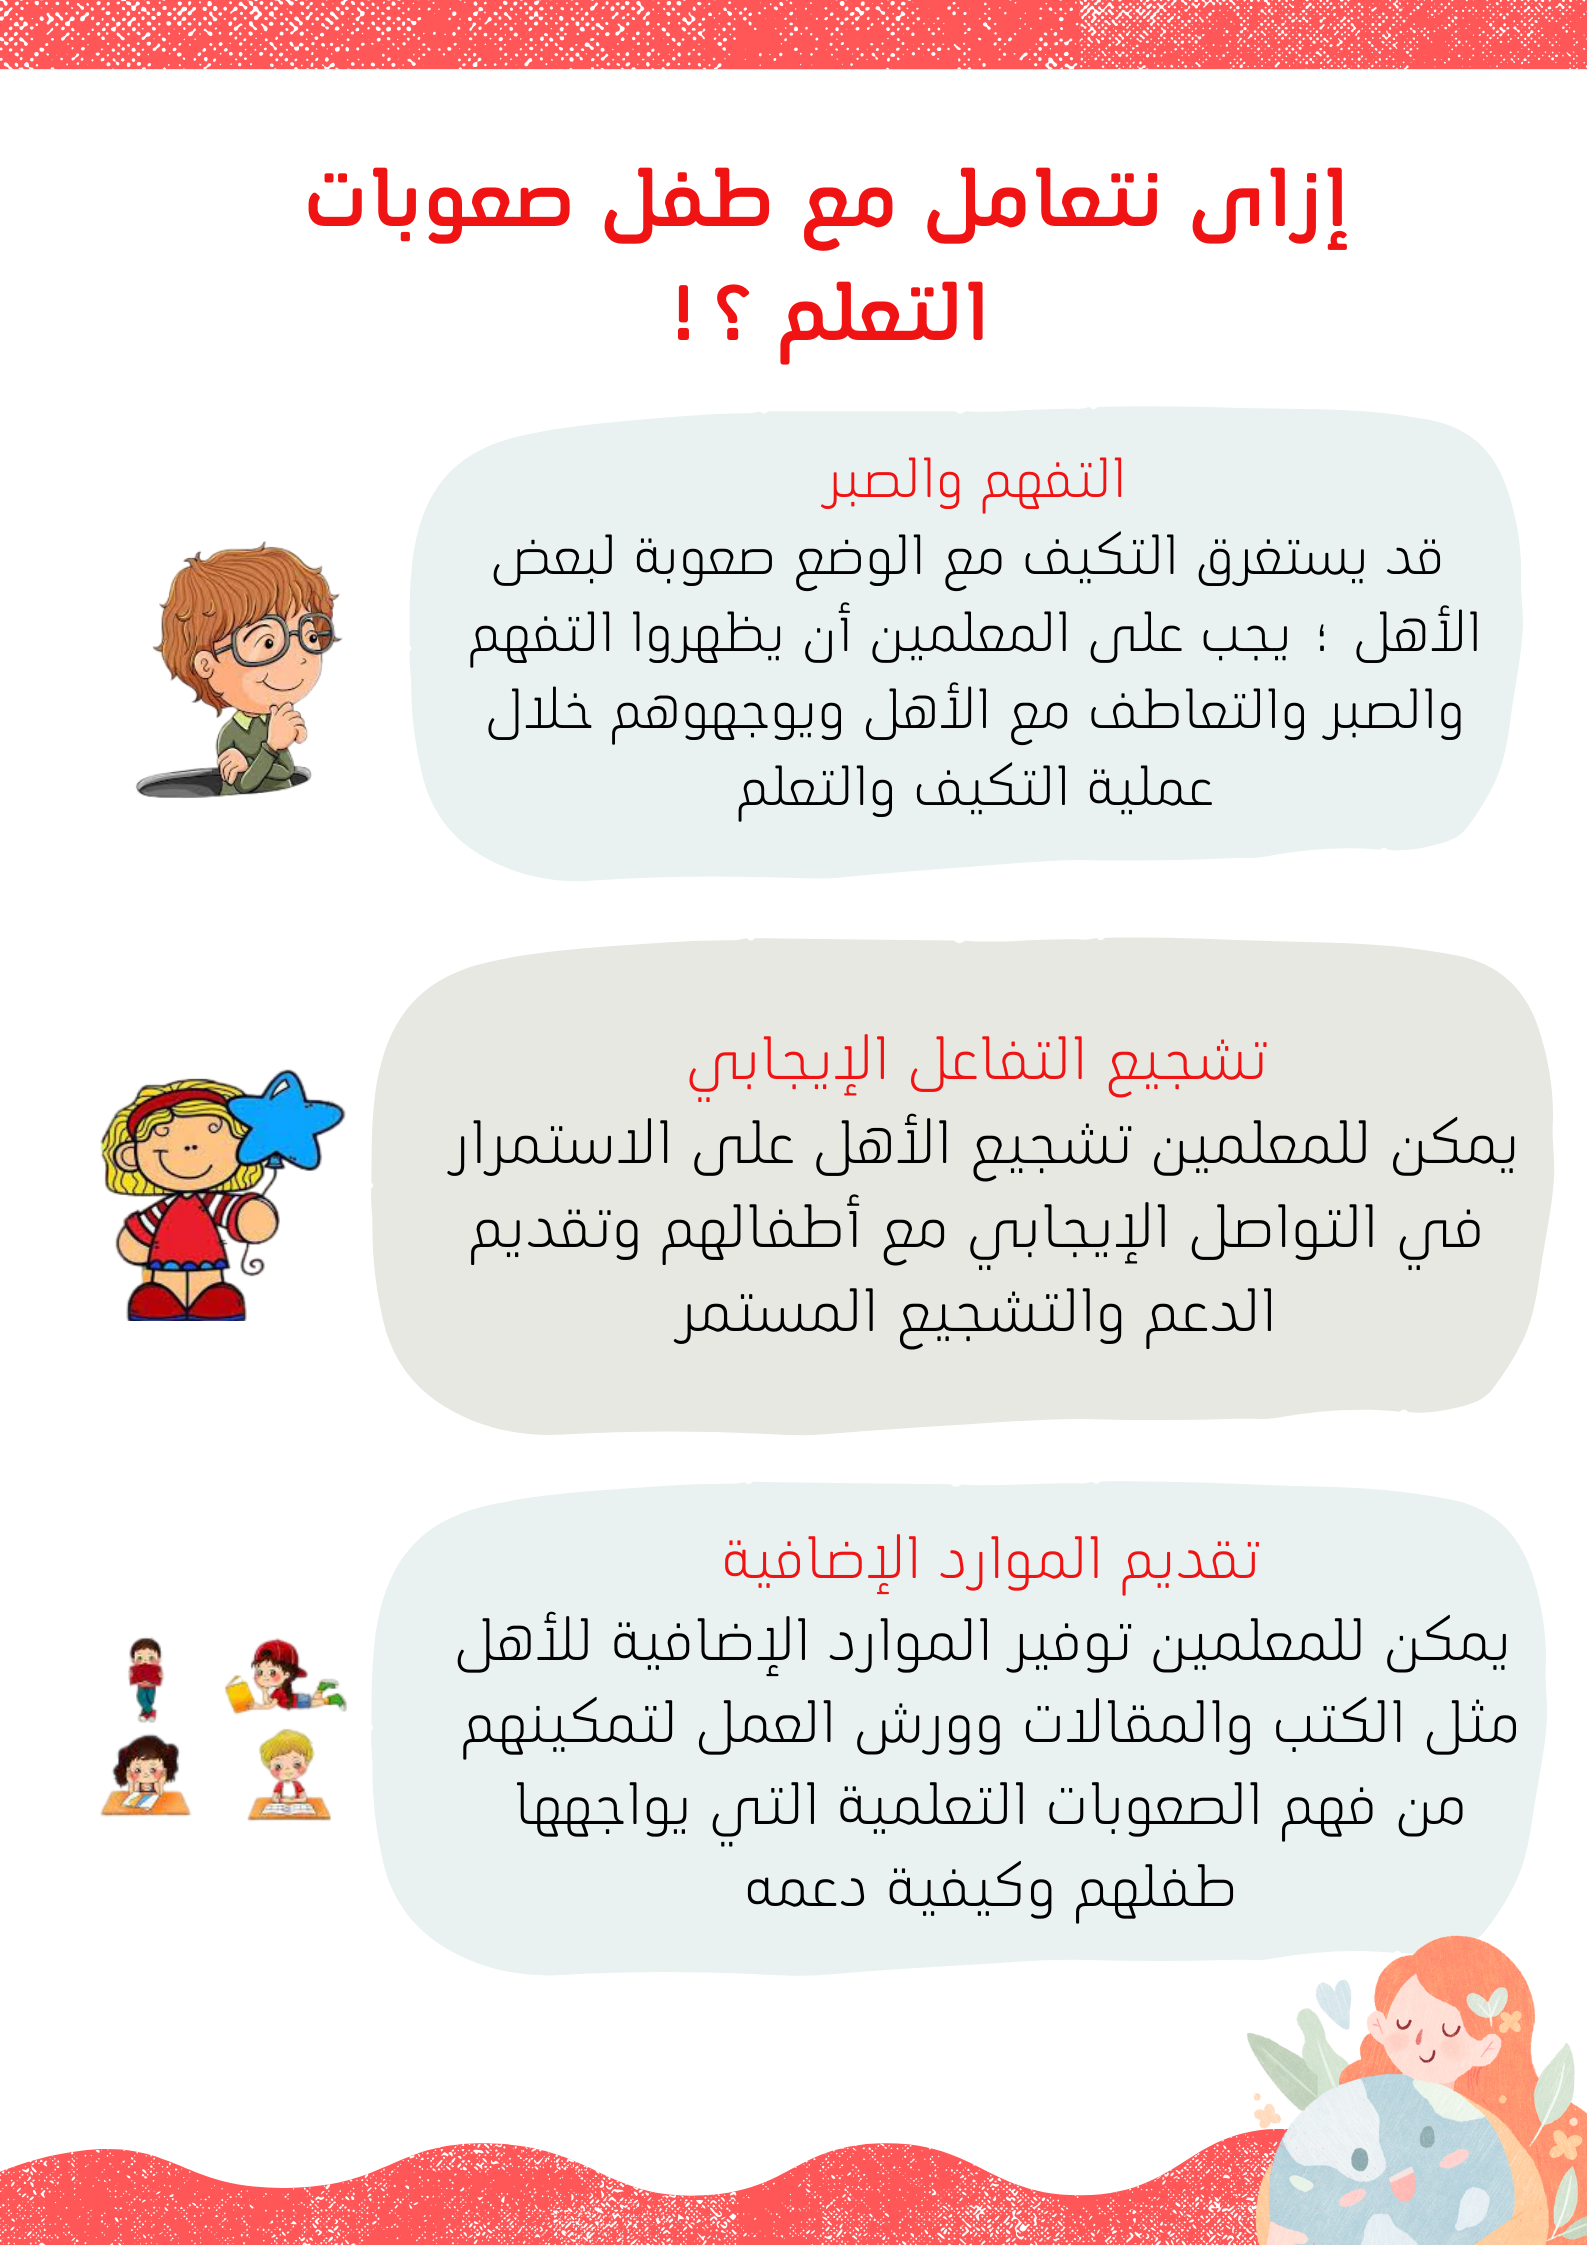 إزاى نتعامل مع طفل صعوبات
التعلم ؟ !
التفهم والصبر
قد يستغرق التكيف مع الوضع صعوبة لبعض
الأهل ؛ يجب على المعلمين أن يظهروا التفهم
والصبر والتعاطف مع الأهل ويوجهوهم خلال
عملية التكيف والتعلم
تشجيع التفاعل الإيجابي
يمكن للمعلمين تشجيع الأهل على الاستمرار
في التواصل الإيجابي مع أطفالهم وتقديم
الدعم والتشجيع المستمر
تقديم الموارد الإضافية
يمكن للمعلمين توفير الموارد الإضافية للأهل
مثل الكتب والمقالات وورش العمل لتمكينهم
من فهم الصعوبات التعلمية التي يواجهها
طفلهم وكيفية دعمه